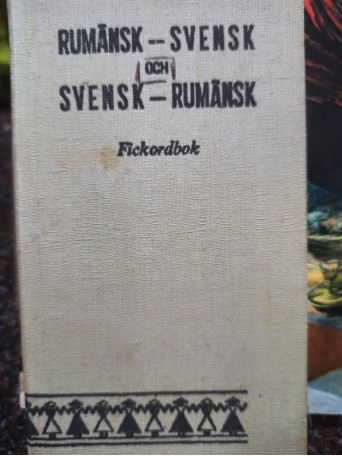 RUMÄNSK – SVENSK
OCH
SVENSK – RUMÄNSK
Fickordbok